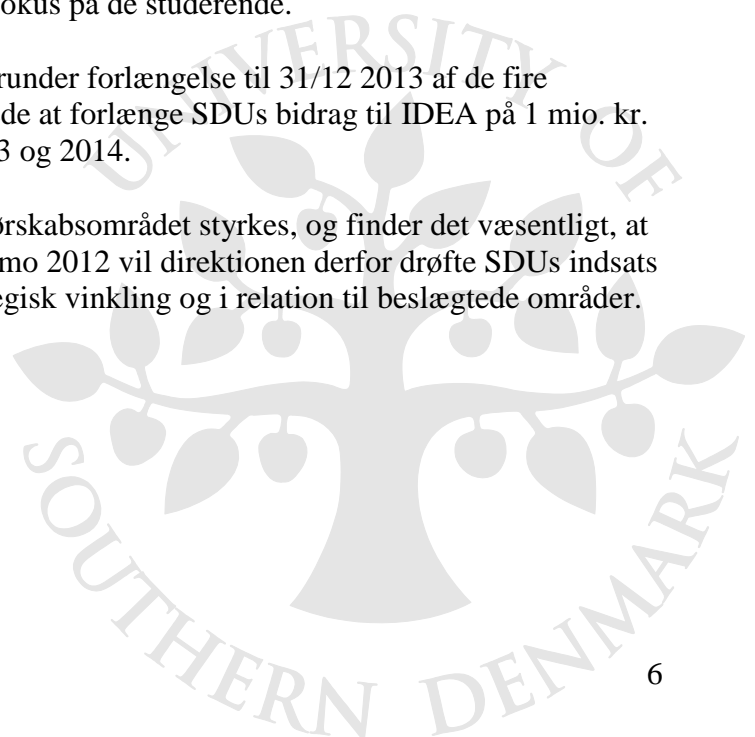 okus på de studerende.
runder forlængelse til 31/12 2013 af de fire
de at forlænge SDUs bidrag til IDEA på 1 mio. kr.
3 og 2014.
ørskabsområdet styrkes, og finder det væsentligt, at
mo 2012 vil direktionen derfor drøfte SDUs indsats
egisk vinkling og i relation til beslægtede områder.
UNIVERSITY OF
SOUTHERN DENMARK
6